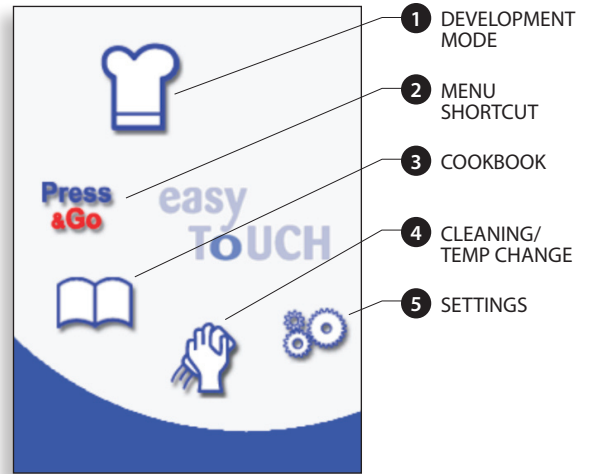 1 DEVELOPMENT
MODE
2 MENU
SHORTCUT
Press
&Go
easy
TOUCH
3 COOKBOOK
4 CLEANING/
TEMP CHANGE
5 SETTINGS